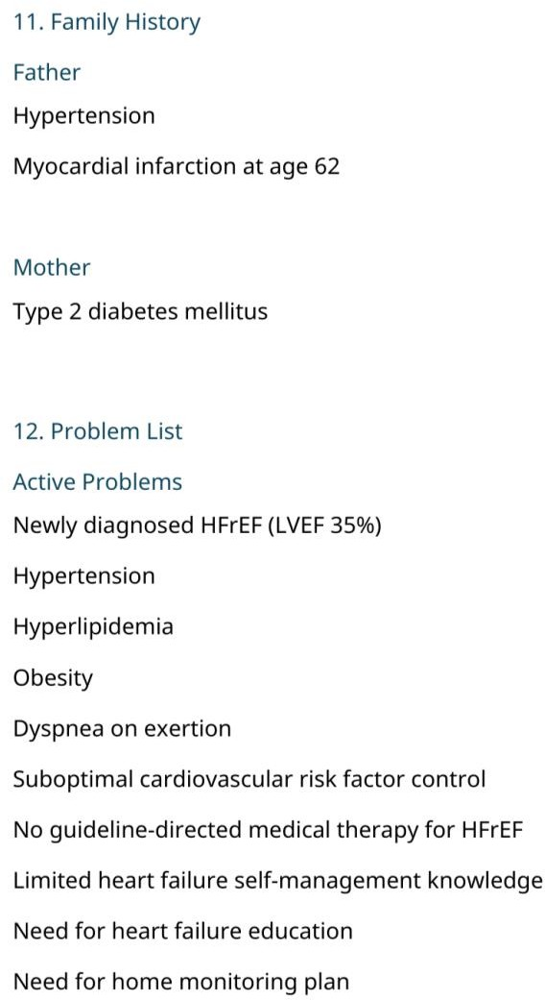 11. Family History
Father
Hypertension
Myocardial infarction at age 62
Mother
Type 2 diabetes mellitus
12. Problem List
Active Problems
Newly diagnosed HFrEF (LVEF 35%)
Hypertension
Hyperlipidemia
Obesity
Dyspnea on exertion
Suboptimal cardiovascular risk factor control
No guideline-directed medical therapy for HFrEF
Limited heart failure self-management knowledge
Need for heart failure education
Need for home monitoring plan